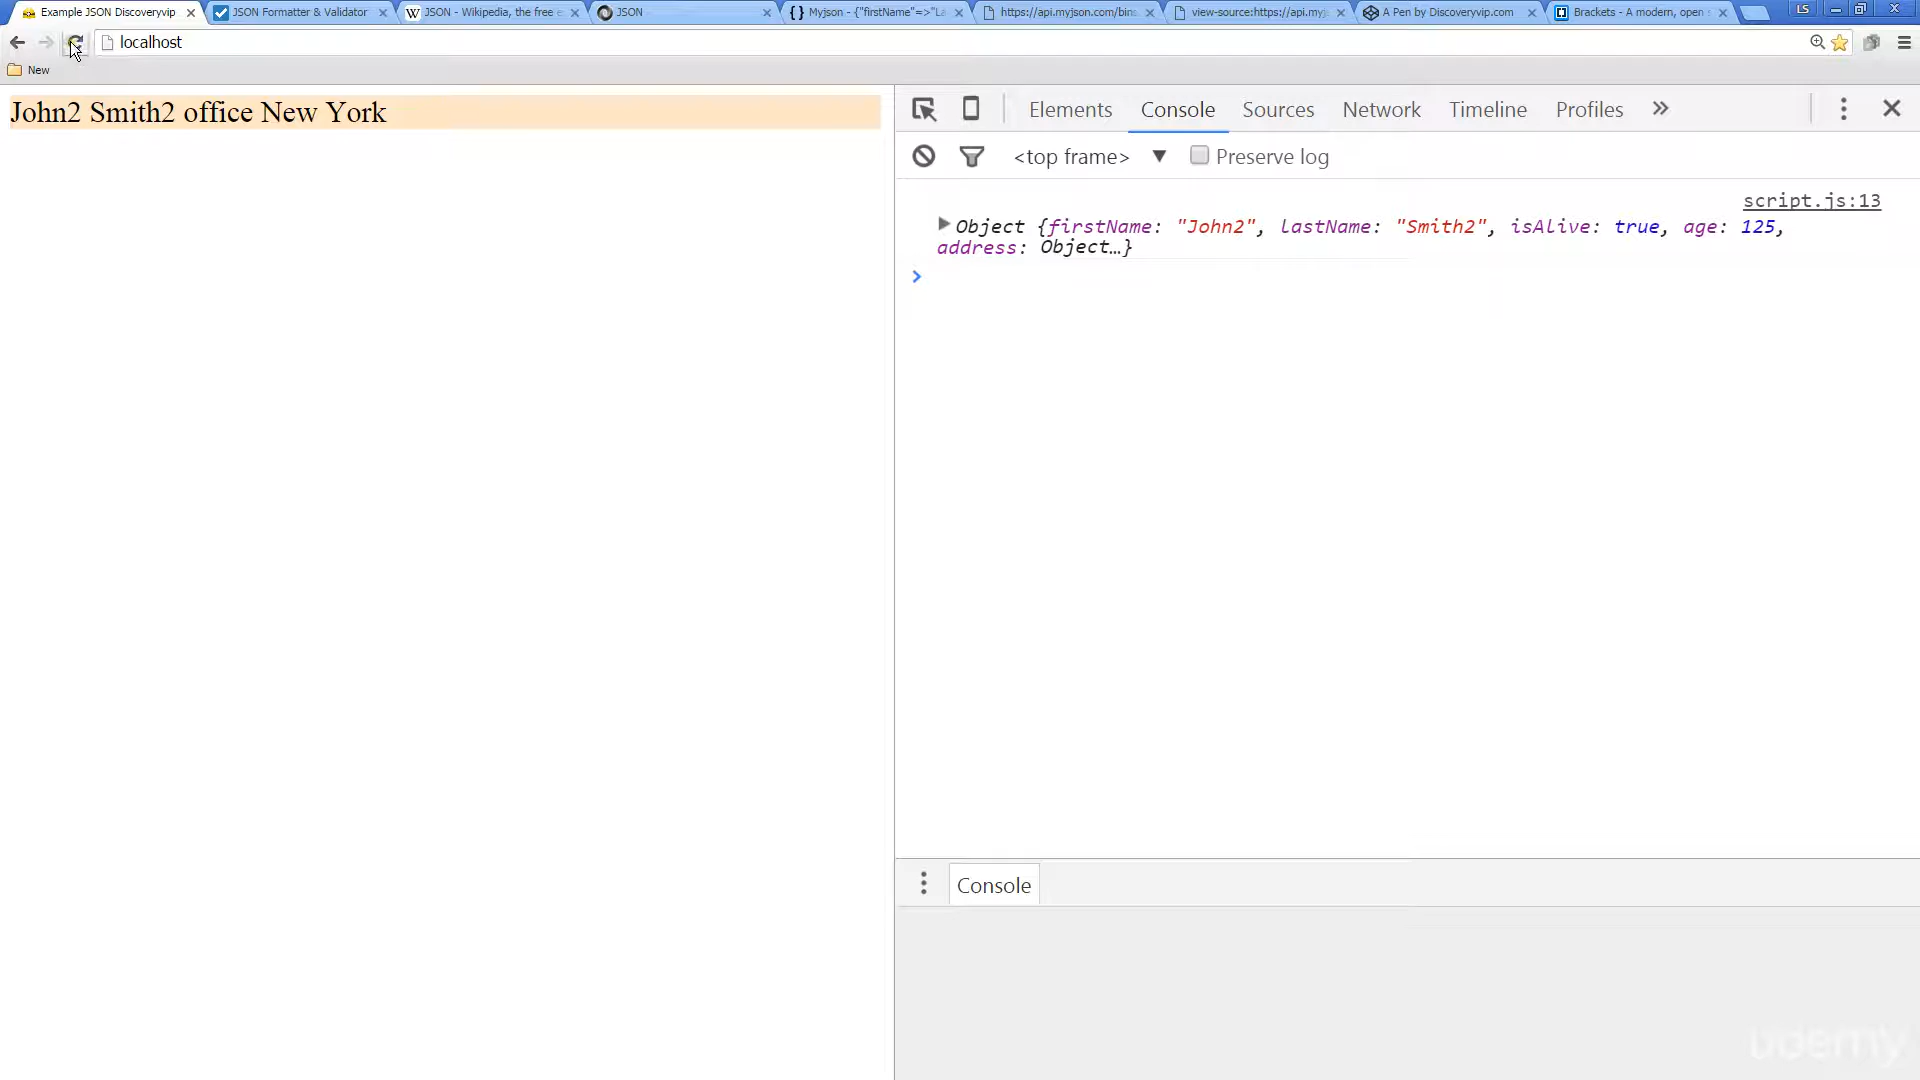 Example JSON Discoveryvip
JSON Formatter & Validator
JSON - Wikipedia, the free e
JSON
Myjson - {"firstName"=>"La
https://api.myjson.com/bins
view-source:https://api.myj
A Pen by Discoveryvip.com
Brackets - A modern, open s
LS
localhost
New
John2 Smith2 office New York
Elements
Console
Sources
Network
Timeline
Profiles
<top frame>
Preserve log
script.js:13
Object {firstName: "John2", lastName: "Smith2", isAlive: true, age: 125,
address: Object…}
Console
udemy